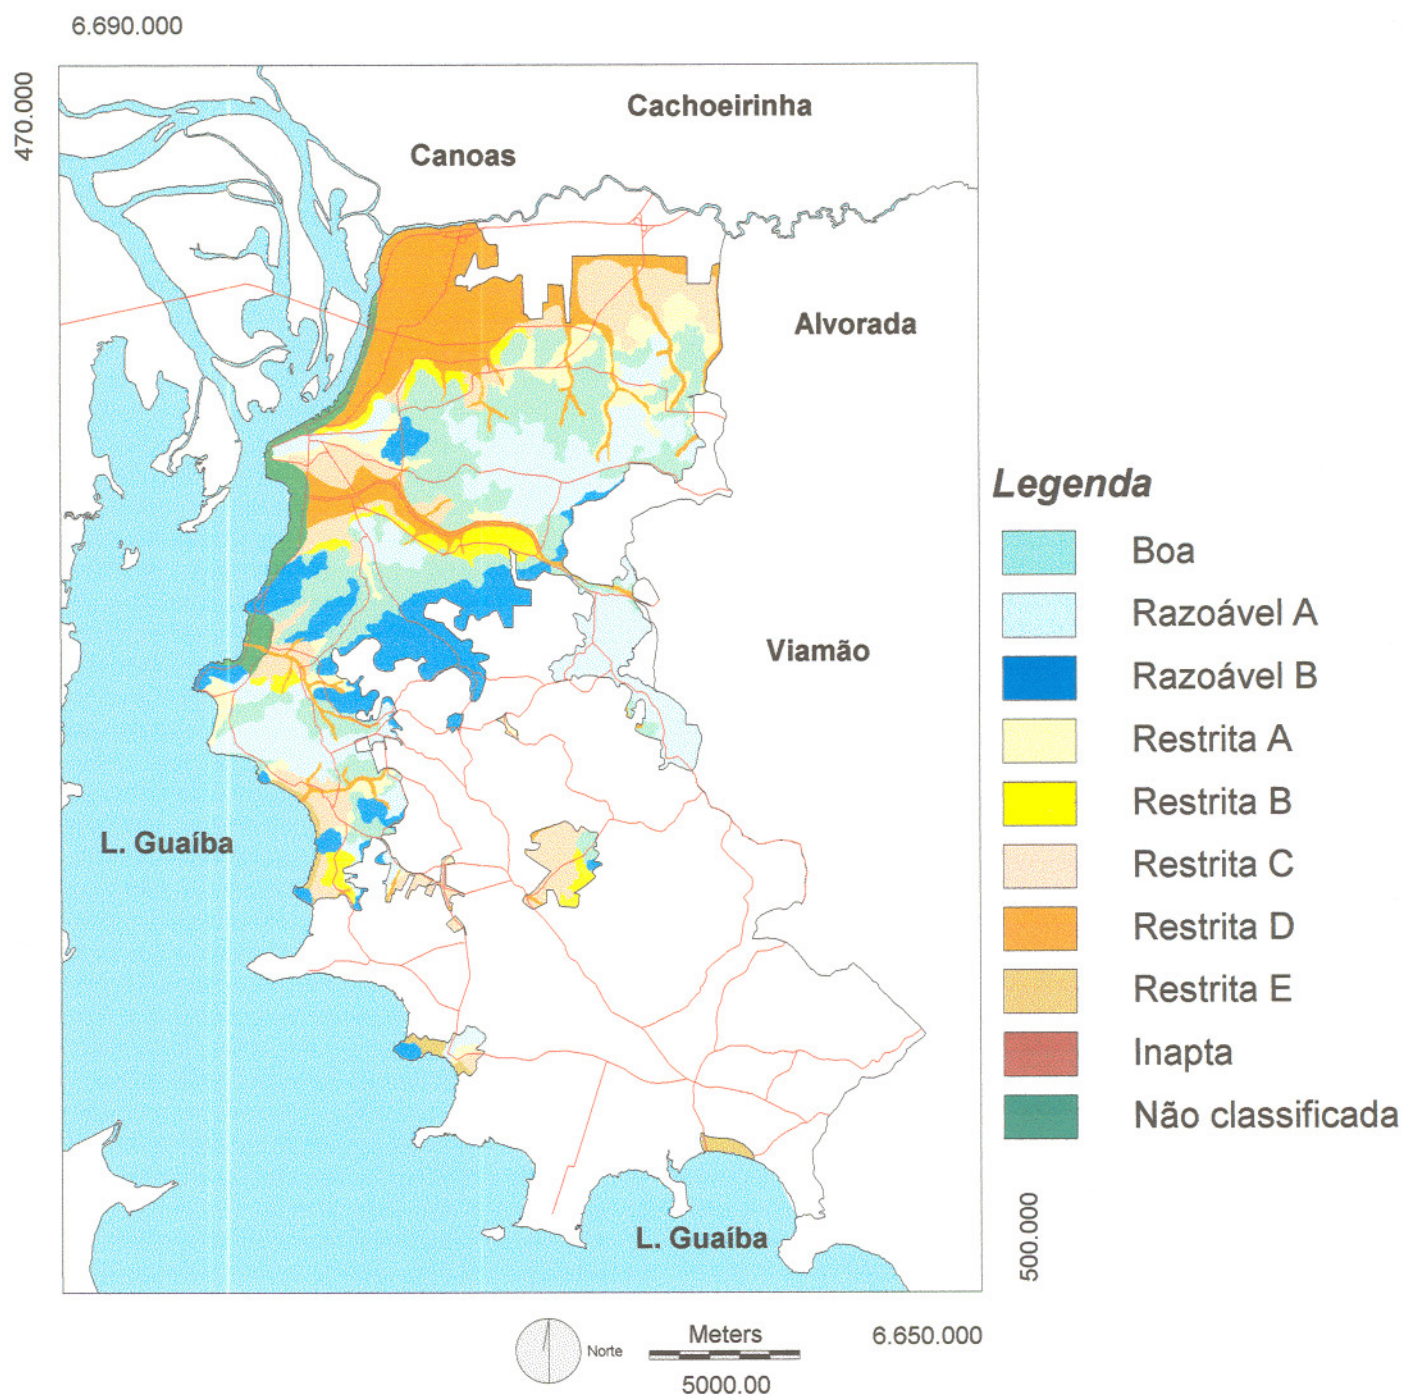 6.690.000
470.000
Cachoeirinha
Canoas
Alvorada
Viamão
L. Guaíba
L. Guaíba
Legenda
Boa
Razoável A
Razoável B
Restrita A
Restrita B
Restrita C
Restrita D
Restrita E
Inapta
Não classificada
500.000
Norte
Meters
5000.00
6.650.000